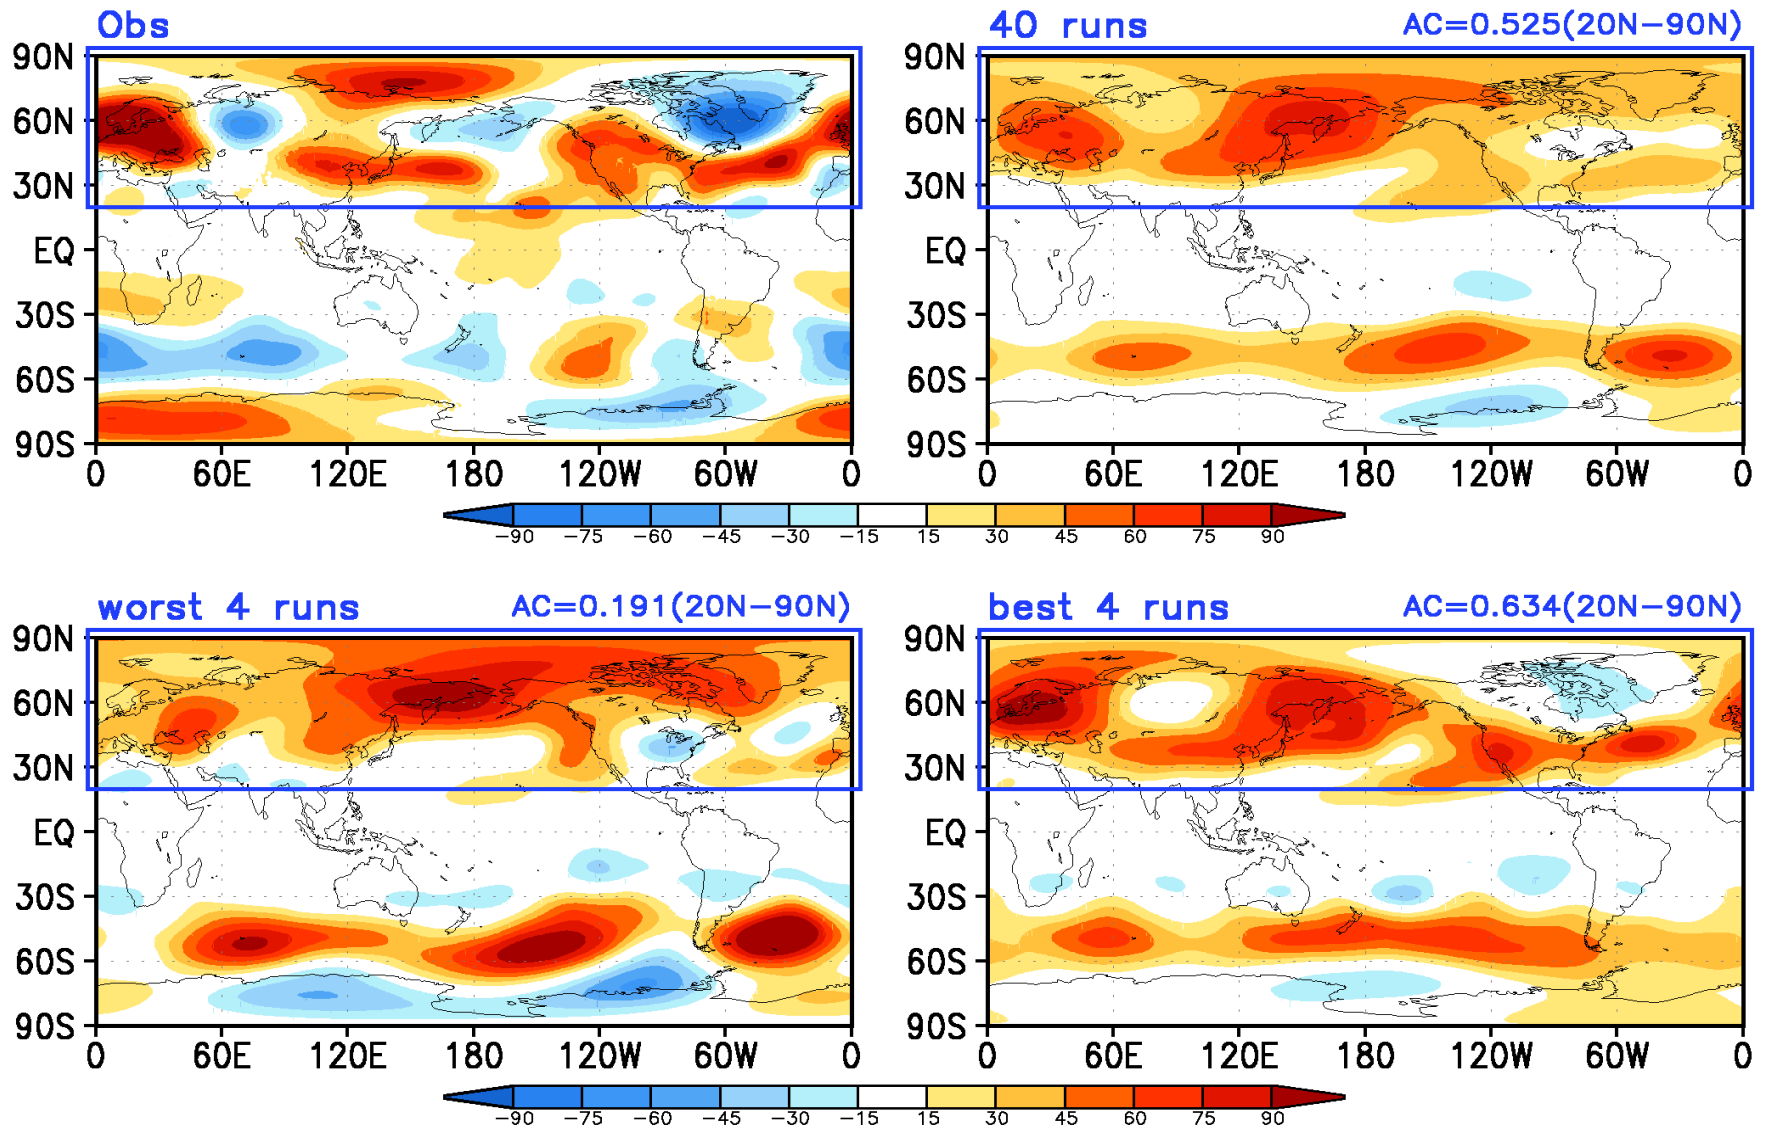 Obs
40 runs AC=0.525(20N−90N)
90N 90N
60N 60N
30N 30N
EQ EQ
30S 30S
60S 60S
90S 90S
0 60E 120E 180 120W 60W 0 0 60E 120E 180 120W 60W 0
−90 −75 −60 −45 −30 −15 15 30 45 60 75 90
worst 4 runs AC=0.191(20N−90N)
best 4 runs AC=0.634(20N−90N)
90N 90N
60N 60N
30N 30N
EQ EQ
30S 30S
60S 60S
90S 90S
0 60E 120E 180 120W 60W 0 0 60E 120E 180 120W 60W 0
−90 −75 −60 −45 −30 −15 15 30 45 60 75 90